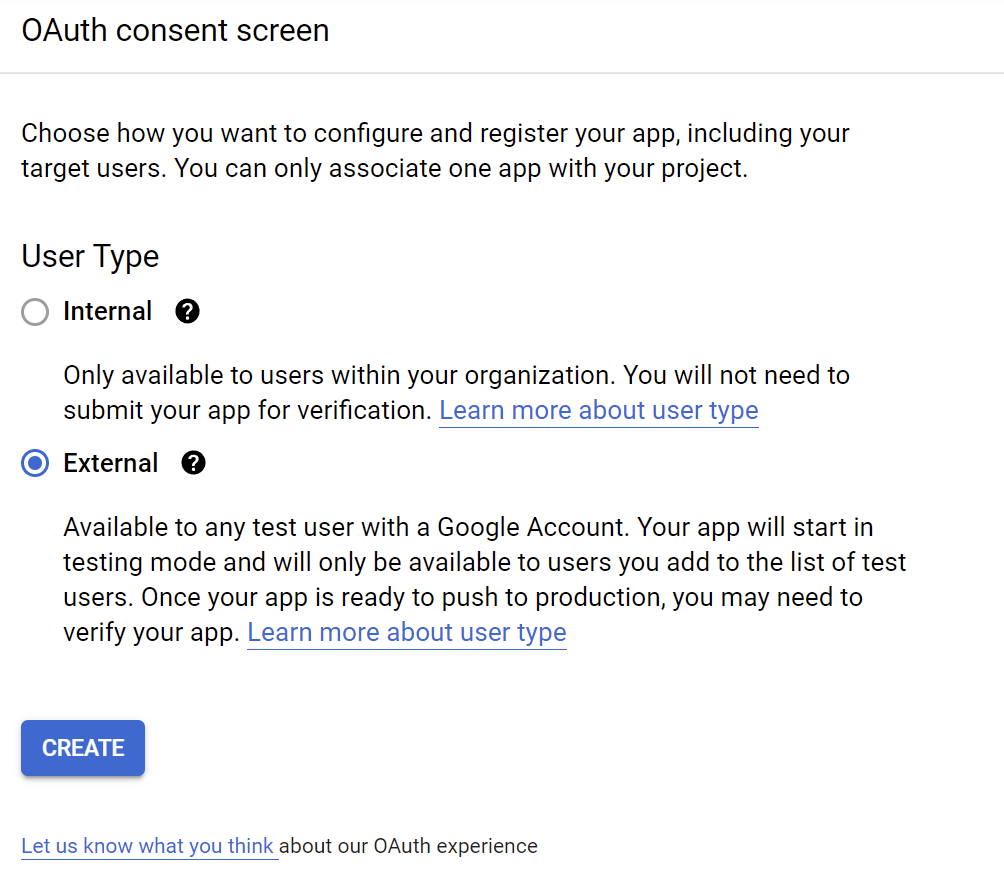 OAuth consent screen
Choose how you want to configure and register your app, including your
target users. You can only associate one app with your project.
User Type
Internal ?
Only available to users within your organization. You will not need to
submit your app for verification. Learn more about user type
External ?
Available to any test user with a Google Account. Your app will start in
testing mode and will only be available to users you add to the list of test
users. Once your app is ready to push to production, you may need to
verify your app. Learn more about user type
CREATE
Let us know what you think about our OAuth experience